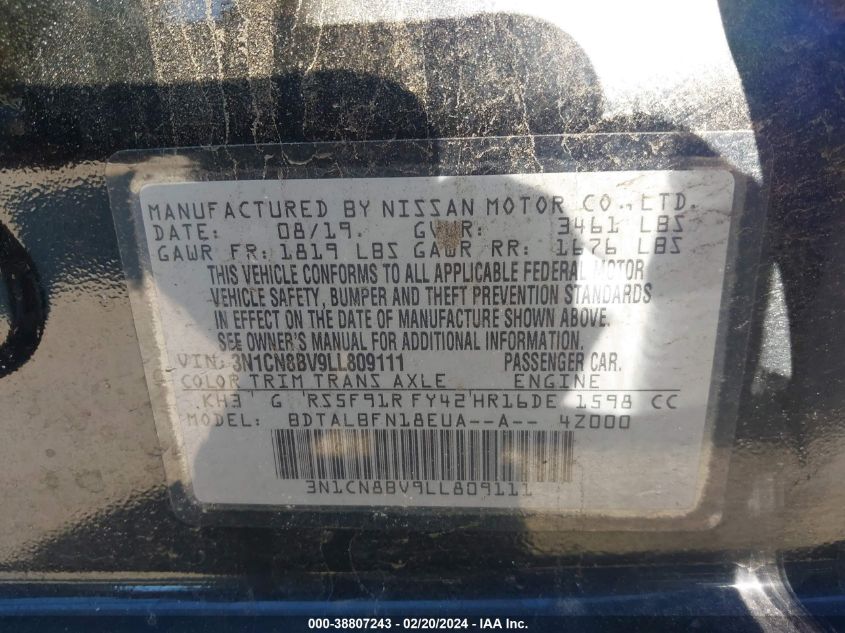 MANUFACTURED BY NISSAN MOTOR CO., LTD.
DATE: 08/19. GVWR: 3461 LBS
GAWR FR: 1819 LBS GAWR RR: 1676 LBS
THIS VEHICLE CONFORMS TO ALL APPLICABLE FEDERAL MOTOR
VEHICLE SAFETY, BUMPER AND THEFT PREVENTION STANDARDS
IN EFFECT ON THE DATE OF MANUFACTURE SHOWN ABOVE.
SEE OWNER'S MANUAL FOR ADDITIONAL INFORMATION.
VIN: 3N1CN8BV9LL809111 PASSENGER CAR.
COLOR TRIM TRANS AXLE ENGINE
KH3 G RS5F91R FY42 HR16DE 1598 CC
MODEL: BDTALBFN18EUA--A-- 4Z000
3N1CN8BV9LL809111
000-38807243 - 02/20/2024 - IAA Inc.